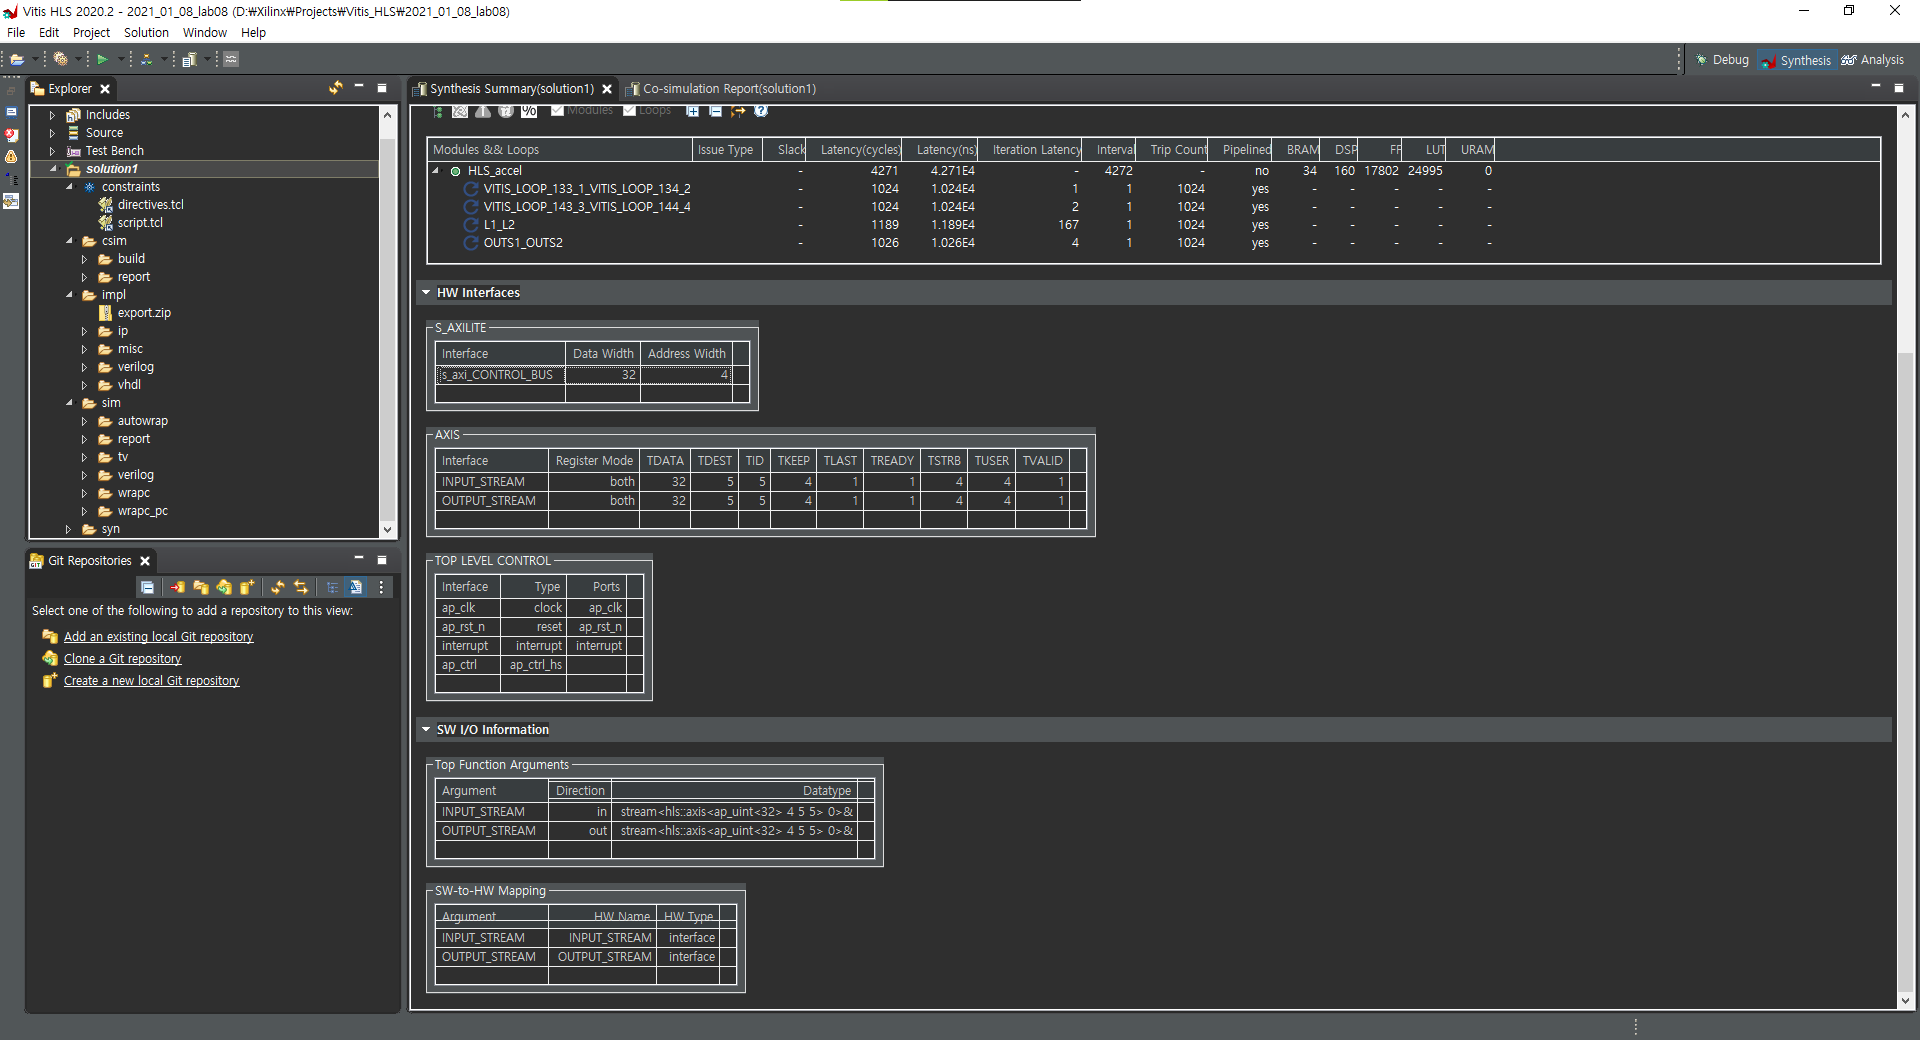 Vitis HLS 2020.2 - 2021_01_08_lab08 (D:₩Xilinx₩Projects₩Vitis_HLS₩2021_01_08_lab08)
File Edit Project Solution Window Help
Debug Synthesis Analysis
Explorer
Includes
Source
Test Bench
solution1
constraints
directives.tcl
script.tcl
csim
build
report
impl
export.zip
ip
misc
verilog
vhdl
sim
autowrap
report
tv
verilog
wrapc
wrapc_pc
syn
Git Repositories
Select one of the following to add a repository to this view:
Add an existing local Git repository
Clone a Git repository
Create a new local Git repository
Synthesis Summary(solution1) Co-simulation Report(solution1)
% Modules Loops
Modules && Loops Issue Type Slack Latency(cycles) Latency(ns) Iteration Latency Interval Trip Count Pipelined BRAM DSP FF LUT URAM
HLS_accel - 4271 4.271E4 - 4272 - no 34 160 17802 24995 0
VITIS_LOOP_133_1_VITIS_LOOP_134_2 - 1024 1.024E4 1 1 1024 yes - - - - -
VITIS_LOOP_143_3_VITIS_LOOP_144_4 - 1024 1.024E4 2 1 1024 yes - - - - -
L1_L2 - 1189 1.189E4 167 1 1024 yes - - - - -
OUTS1_OUTS2 - 1026 1.026E4 4 1 1024 yes - - - - -
HW Interfaces
S_AXILITE
Interface Data Width Address Width
s_axi_CONTROL_BUS 32 4
AXIS
Interface Register Mode TDATA TDEST TID TKEEP TLAST TREADY TSTRB TUSER TVALID
INPUT_STREAM both 32 5 5 4 1 1 4 4 1
OUTPUT_STREAM both 32 5 5 4 1 1 4 4 1
TOP LEVEL CONTROL
Interface Type Ports
ap_clk clock ap_clk
ap_rst_n reset ap_rst_n
interrupt interrupt interrupt
ap_ctrl ap_ctrl_hs
SW I/O Information
Top Function Arguments
Argument Direction Datatype
INPUT_STREAM in stream<hls::axis<ap_uint<32> 4 5 5> 0>&
OUTPUT_STREAM out stream<hls::axis<ap_uint<32> 4 5 5> 0>&
SW-to-HW Mapping
Argument HW Name HW Type
INPUT_STREAM INPUT_STREAM interface
OUTPUT_STREAM OUTPUT_STREAM interface